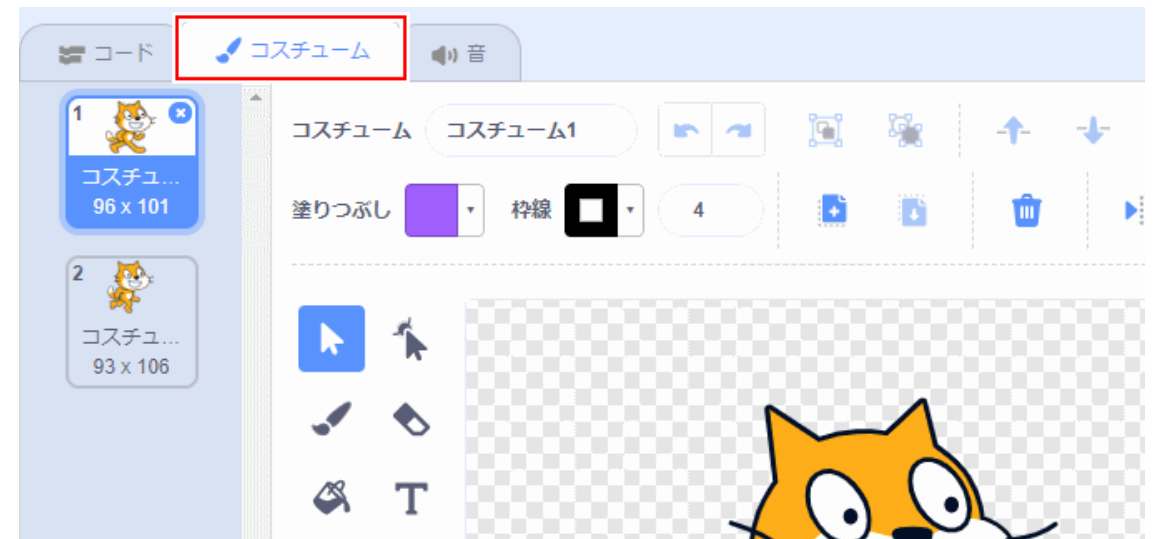 コード
コスチューム
音
1
コスチュ...
96 x 101
2
コスチュ...
93 x 106
コスチューム コスチューム1
塗りつぶし 枠線 4
T